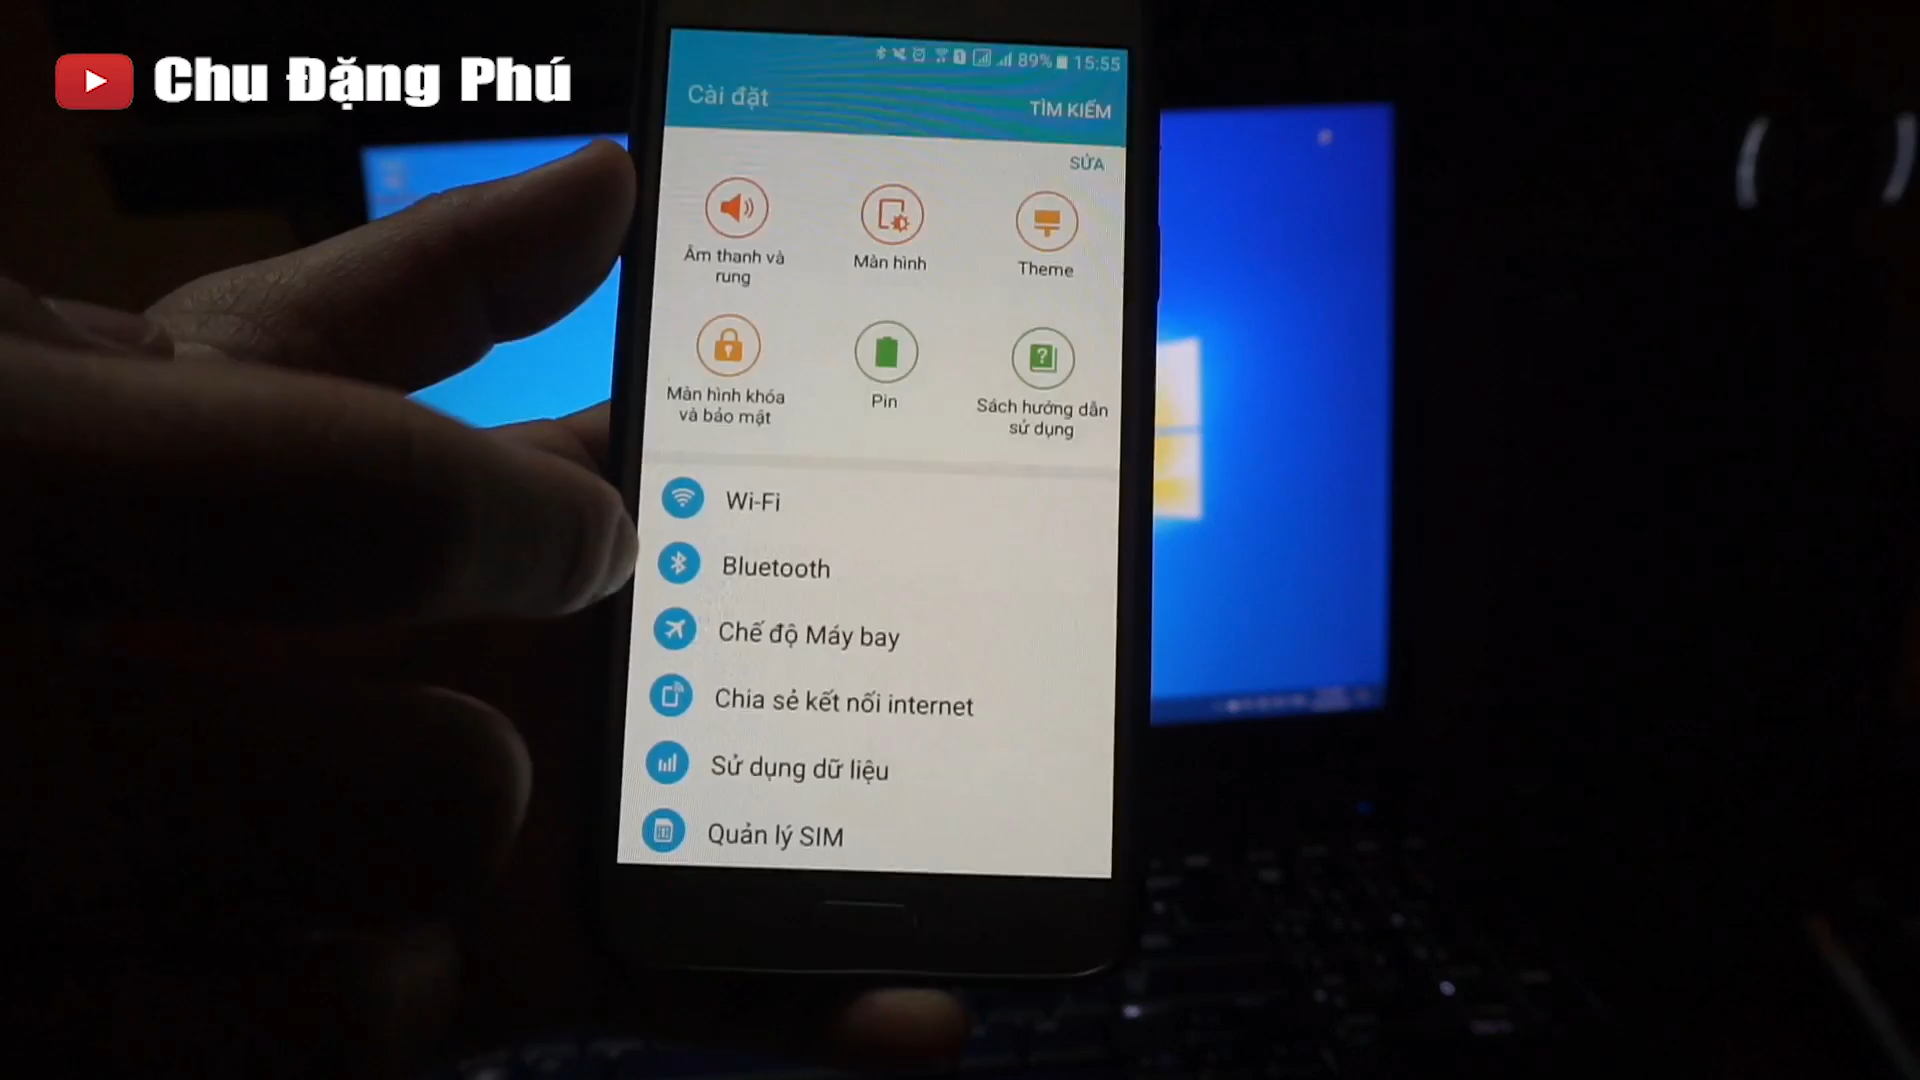 Chu Đặng Phú
89% 15:55
Cài đặt
TÌM KIẾM
SỬA
Âm thanh và
rung
Màn hình
Theme
Màn hình khóa
và bảo mật
Pin
Sách hướng dẫn
sử dụng
Wi-Fi
Bluetooth
Chế độ Máy bay
Chia sẻ kết nối internet
Sử dụng dữ liệu
Quản lý SIM